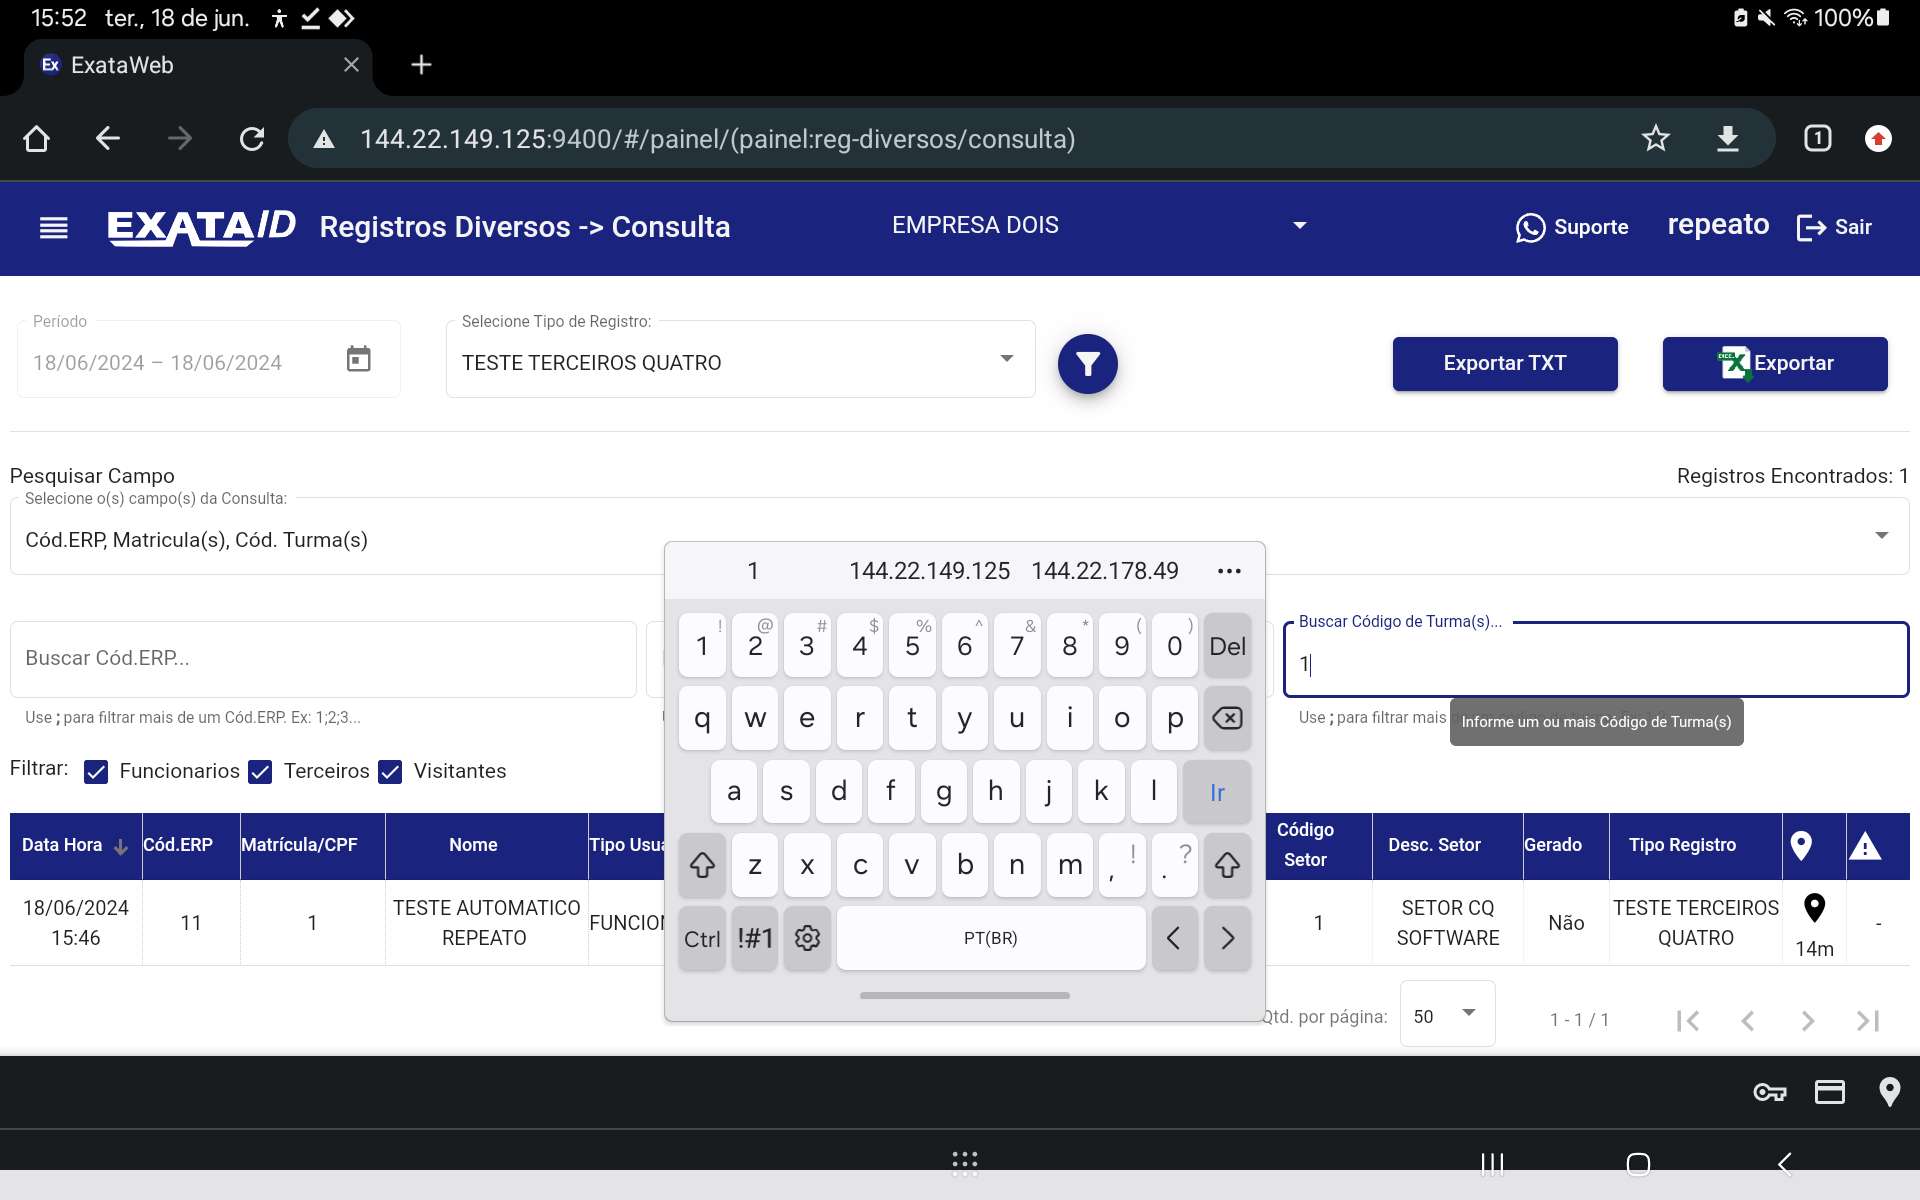 15:52 ter., 18 de jun. 100%
Ex ExataWeb
144.22.149.125:9400/#/painel/(painel:reg-diversos/consulta) 1
EXATA/ID Registros Diversos -> Consulta EMPRESA DOIS Suporte repeato Sair
Período Selecione Tipo de Registro:
18/06/2024 – 18/06/2024 TESTE TERCEIROS QUATRO Exportar TXT Exportar
Pesquisar Campo Registros Encontrados: 1
Selecione o(s) campo(s) da Consulta:
Cód.ERP, Matricula(s), Cód. Turma(s)
1 144.22.149.125 144.22.178.49 •••
Buscar Código de Turma(s)...
Buscar Cód.ERP... 1
Use ; para filtrar mais de um Cód.ERP. Ex: 1;2;3... Use ; para filtrar mais
Informe um ou mais Código de Turma(s)
! @ # $ % ^ & * ( )
1 2 3 4 5 6 7 8 9 0 Del
q w e r t y u i o p
a s d f g h j k l Ir
z x c v b n m , ! . ?
Ctrl !#1 PT(BR)
Filtrar: Funcionarios Terceiros Visitantes
Data Hora Cód.ERP Matrícula/CPF Nome Tipo Usua Código Setor Desc. Setor Gerado Tipo Registro
18/06/2024 15:46 11 1 TESTE AUTOMATICO REPEATO FUNCION 1 SETOR CQ SOFTWARE Não TESTE TERCEIROS QUATRO 14m -
Qtd. por página: 50 1 - 1 / 1